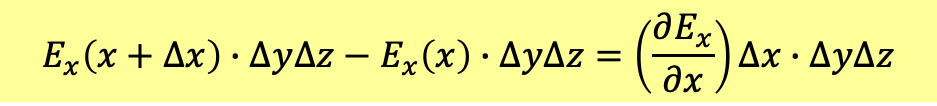 E_x(x + Δx) · ΔyΔz − E_x(x) · ΔyΔz = (∂E_x/∂x) Δx · ΔyΔz